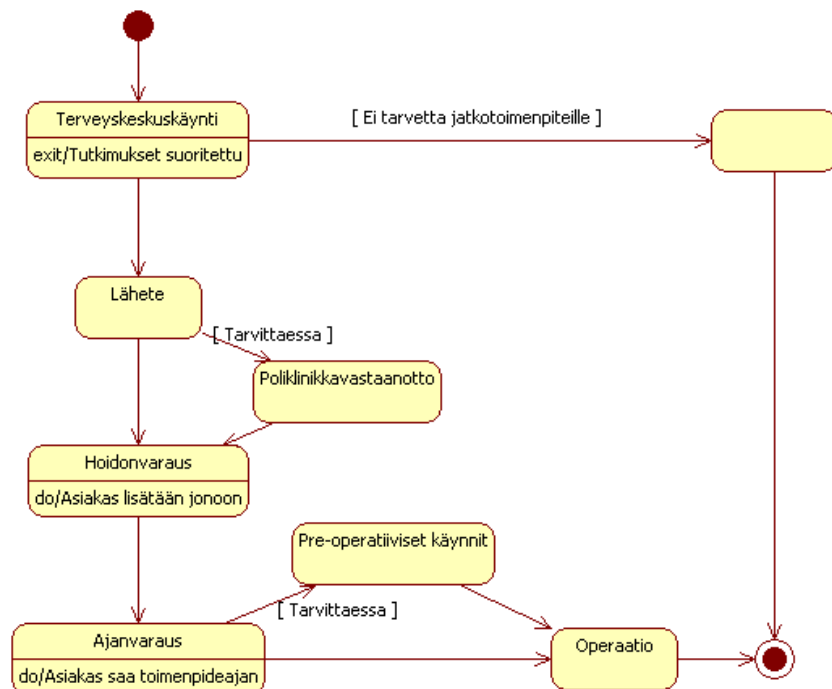 Terveyskeskuskäynti
exit/Tutkimukset suoritettu
[ Ei tarvetta jatkotoimenpiteille ]
Lähete
[ Tarvittaessa ]
Poliklinikkavastaanotto
Hoidonvaraus
do/Asiakas lisätään jonoon
Pre-operatiiviset käynnit
[ Tarvittaessa ]
Ajanvaraus
do/Asiakas saa toimenpideajan
Operaatio